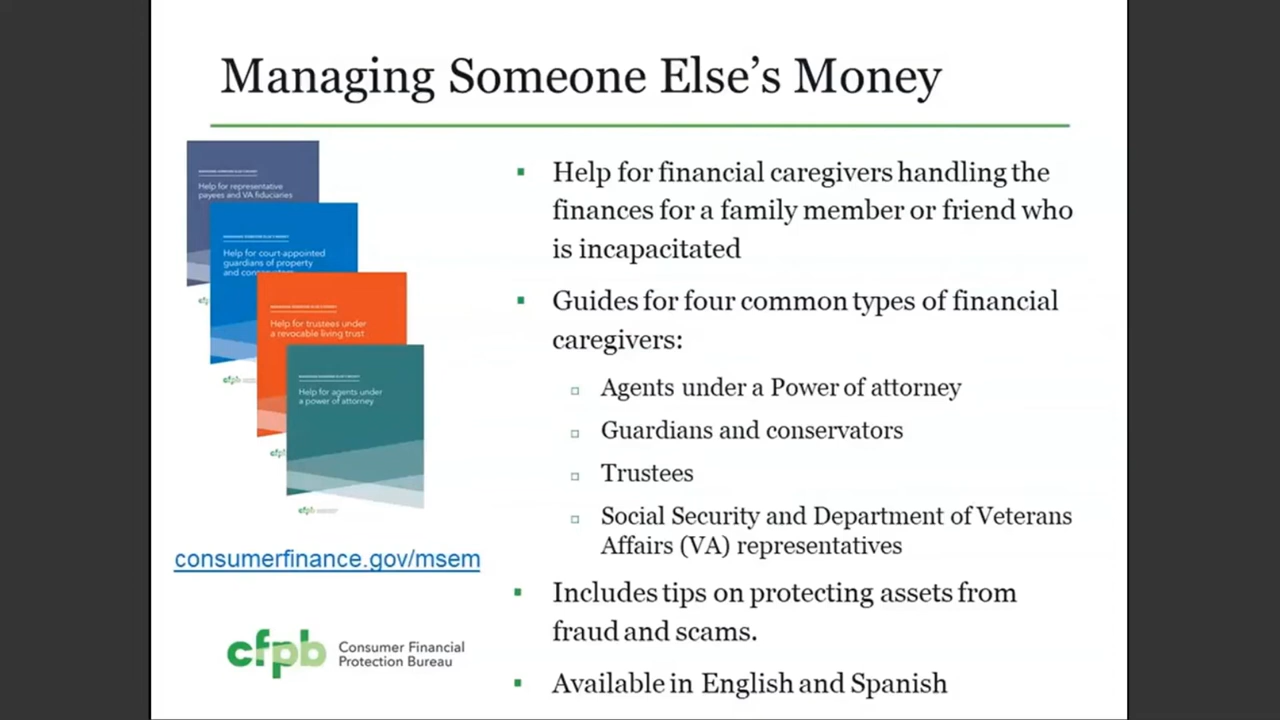 Managing Someone Else's Money
Help for representative
payees and VA fiduciaries
Help for court-appointed
guardians of property
and conservators
Help for trustees under
a revocable living trust
Help for agents under
a power of attorney
cfpb
consumerfinance.gov/msem
cfpb Consumer Financial
Protection Bureau
▪ Help for financial caregivers handling the
finances for a family member or friend who
is incapacitated
▪ Guides for four common types of financial
caregivers:
▫ Agents under a Power of attorney
▫ Guardians and conservators
▫ Trustees
▫ Social Security and Department of Veterans
Affairs (VA) representatives
▪ Includes tips on protecting assets from
fraud and scams.
▪ Available in English and Spanish